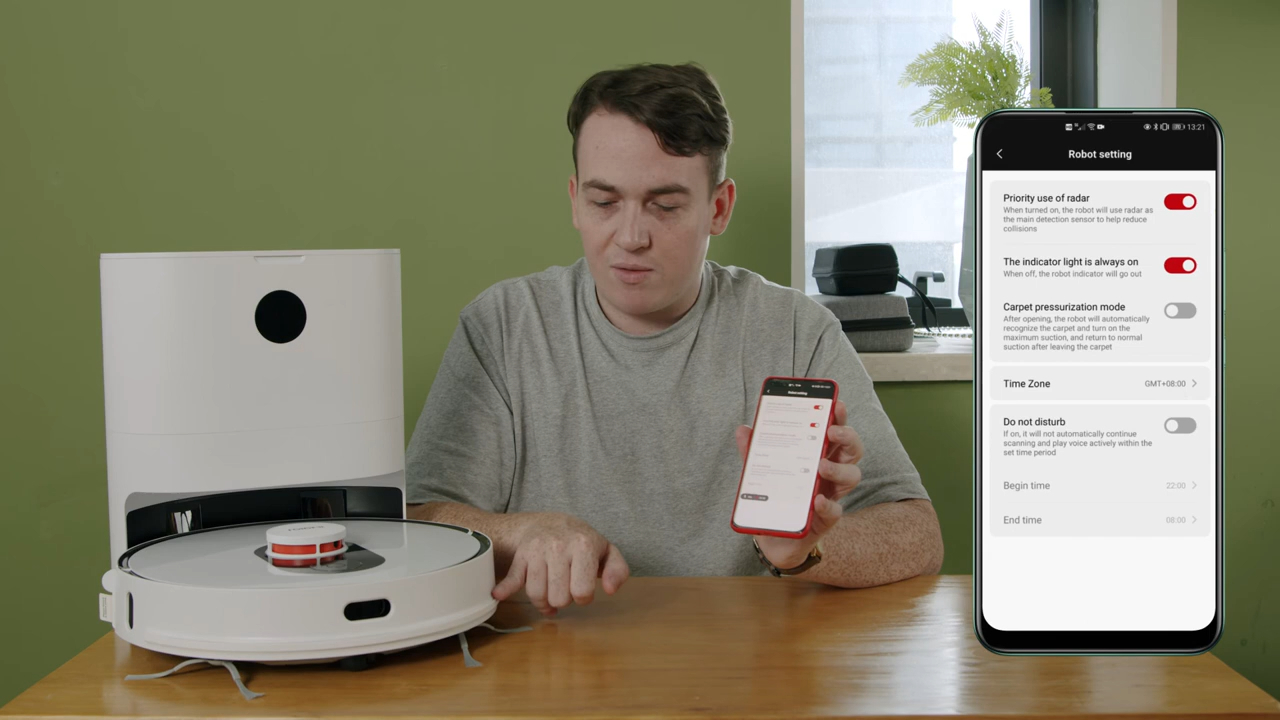 13:21
Robot setting
Priority use of radar
When turned on, the robot will use radar as
the main detection sensor to help reduce
collisions
The indicator light is always on
When off, the robot indicator will go out
Carpet pressurization mode
After opening, the robot will automatically
recognize the carpet and turn on the
maximum suction, and return to normal
suction after leaving the carpet
Time Zone GMT+08:00
Do not disturb
If on, it will not automatically continue
scanning and play voice actively within the
set time period
Begin time 22:00
End time 08:00